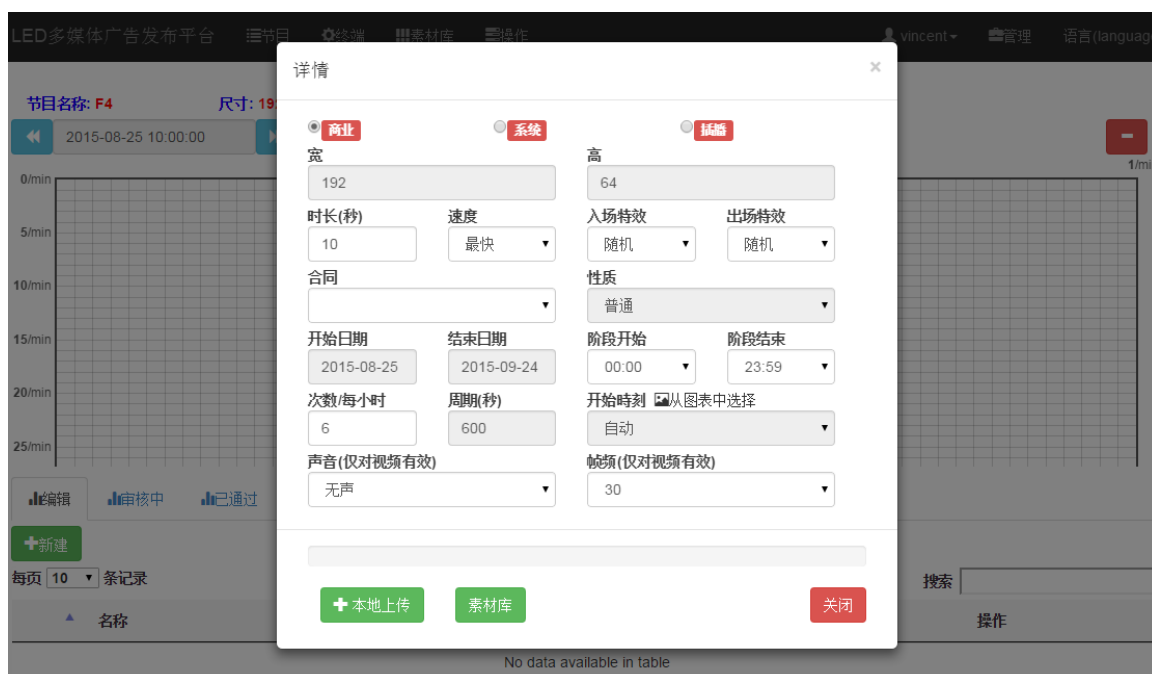 LED多媒体广告发布平台 节目 终端 素材库 操作 vincent 管理 语言(language
节目名称: F4 尺寸: 192
2015-08-25 10:00:00
1/mi
0/min
5/min
10/min
15/min
20/min
25/min
详情 ×
商业 系统 插播
宽 高
192 64
时长(秒) 速度 入场特效 出场特效
10 最快 随机 随机
合同 性质
普通
开始日期 结束日期 阶段开始 阶段结束
2015-08-25 2015-09-24 00:00 23:59
次数/每小时 周期(秒) 开始時刻 从图表中选择
6 600 自动
声音(仅对视频有效) 帧频(仅对视频有效)
无声 30
本地上传 素材库 关闭
编辑 审核中 已通过
新建
每页 10 条记录 搜索
名称 操作
No data available in table